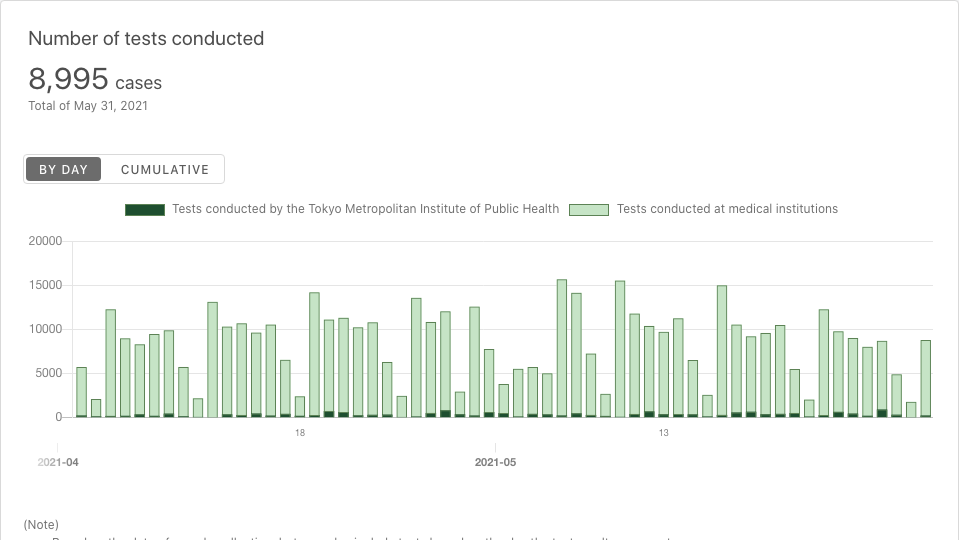 Number of tests conducted
8,995 cases
Total of May 31, 2021
BY DAY CUMULATIVE
Tests conducted by the Tokyo Metropolitan Institute of Public Health Tests conducted at medical institutions
20000
15000
10000
5000
0
18 13
2021-04 2021-05
(Note)